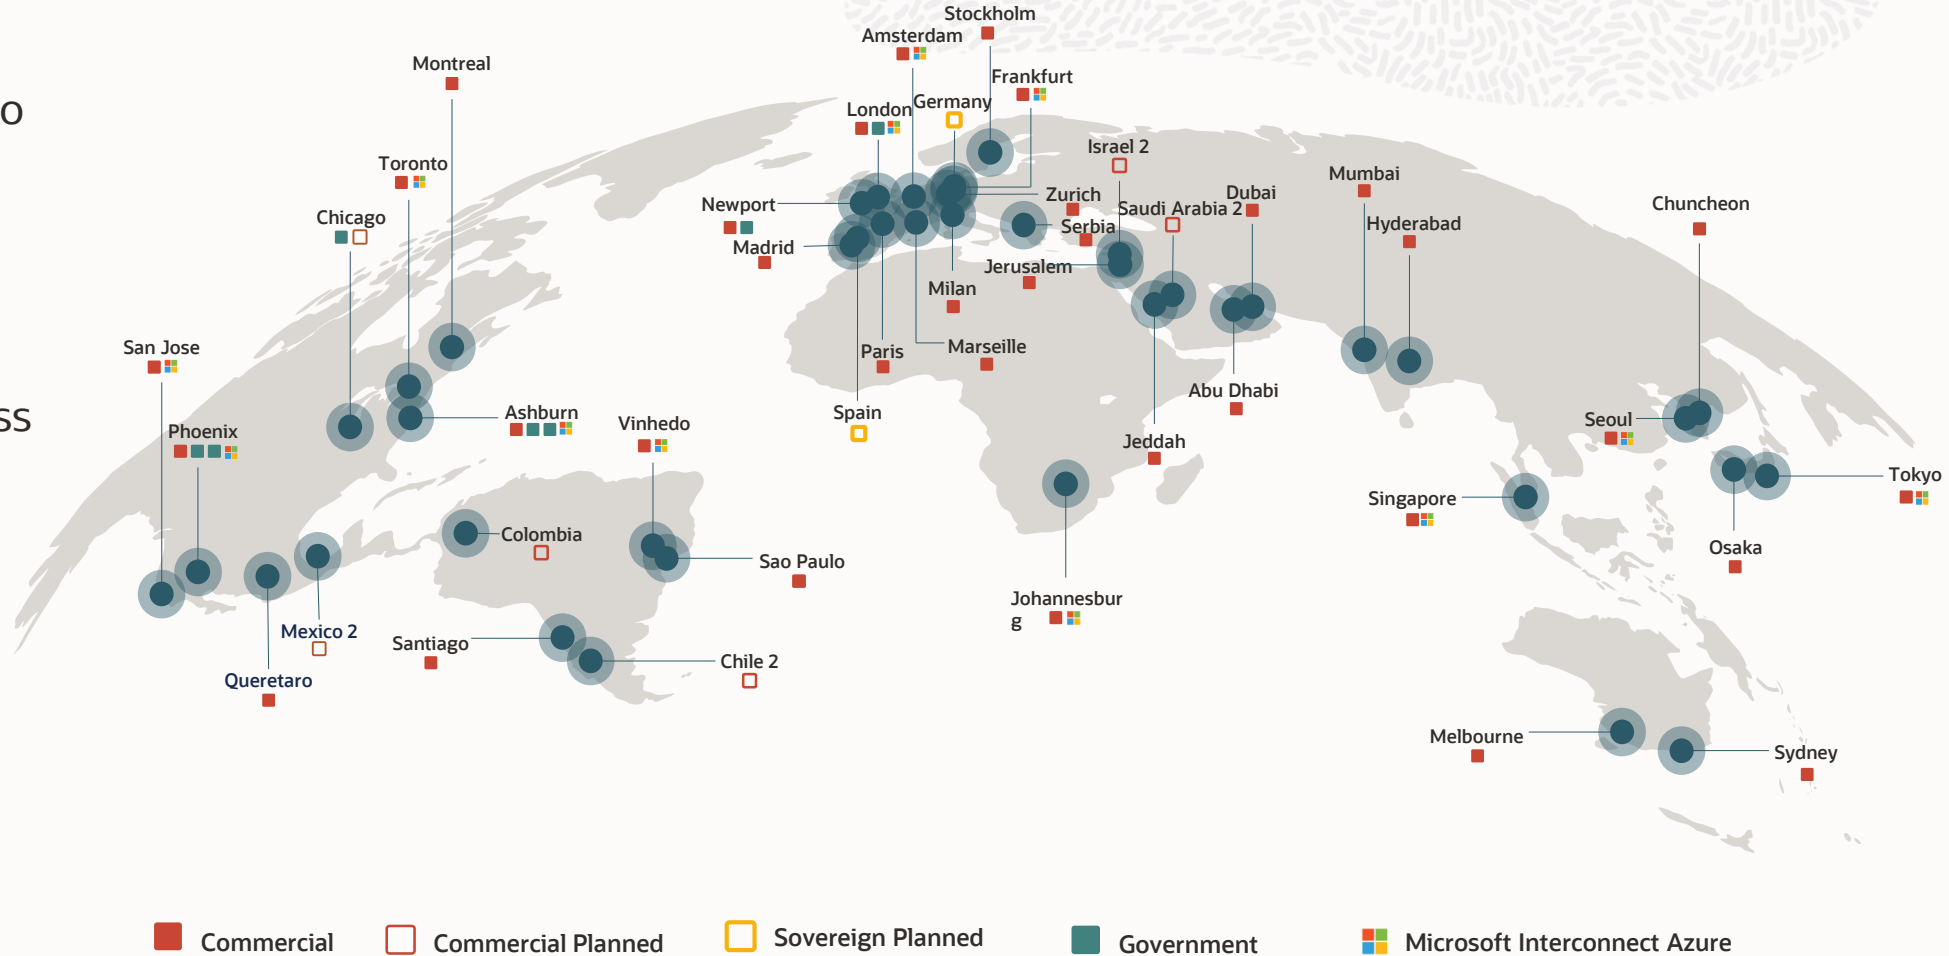 Stockholm
Amsterdam
Montreal
Frankfurt
Germany
London
o
Israel 2
Toronto
Mumbai
Zurich
Dubai
Newport
Chuncheon
Saudi Arabia 2
Chicago
Hyderabad
Serbia
Madrid
Jerusalem
Milan
San Jose
Paris
Marseille
Abu Dhabi
ss
Ashburn
Spain
Vinhedo
Seoul
Phoenix
Jeddah
Tokyo
Singapore
Colombia
Osaka
Sao Paulo
Johannesbur
g
Mexico 2
Santiago
Chile 2
Queretaro
Melbourne
Sydney
Commercial
Commercial Planned
Sovereign Planned
Government
Microsoft Interconnect Azure